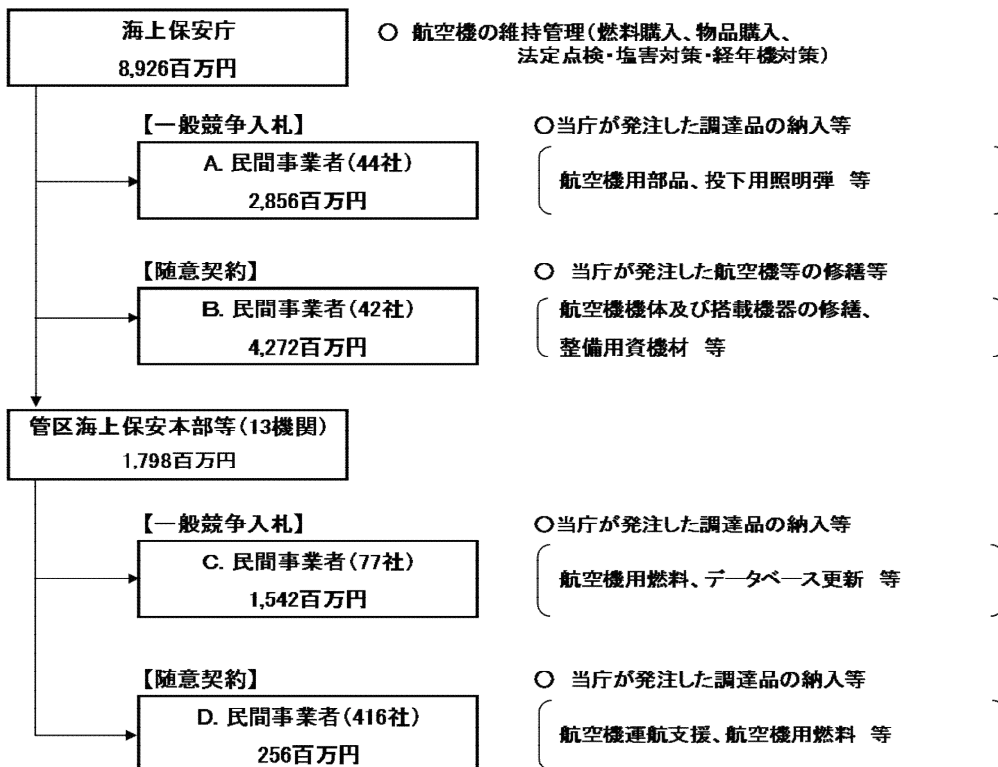 海上保安庁
8,926百万円
○ 航空機の維持管理(燃料購入、物品購入、
法定点検・塩害対策・経年機対策)
【一般競争入札】
○当庁が発注した調達品の納入等
A. 民間事業者(44社)
2,856百万円
航空機用部品、投下用照明弾 等
【随意契約】
○ 当庁が発注した航空機等の修繕等
B. 民間事業者(42社)
4,272百万円
航空機機体及び搭載機器の修繕、
整備用資機材 等
管区海上保安本部等(13機関)
1,798百万円
【一般競争入札】
○当庁が発注した調達品の納入等
C. 民間事業者(77社)
1,542百万円
航空機用燃料、データベース更新 等
【随意契約】
○ 当庁が発注した調達品の納入等
D. 民間事業者(416社)
256百万円
航空機運航支援、航空機用燃料 等